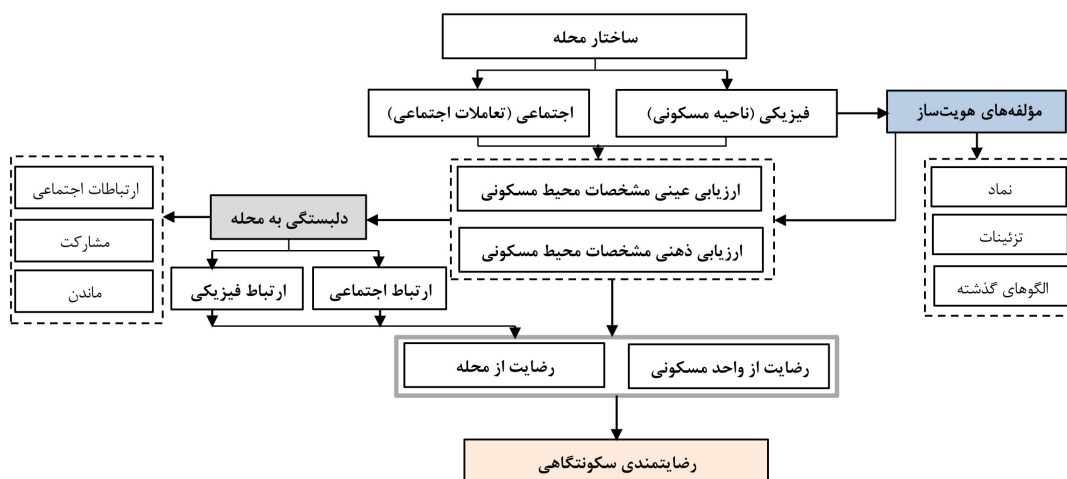 ساختار محله
فیزیکی (ناحیه مسکونی)
اجتماعی (تعاملات اجتماعی)
مؤلفه‌های هویت‌ساز
نماد
تزئینات
الگوهای گذشته
ارزیابی عینی مشخصات محیط مسکونی
ارزیابی ذهنی مشخصات محیط مسکونی
دلبستگی به محله
ارتباطات اجتماعی
مشارکت
ماندن
ارتباط اجتماعی
ارتباط فیزیکی
رضایت از واحد مسکونی
رضایت از محله
رضایتمندی سکونتگاهی